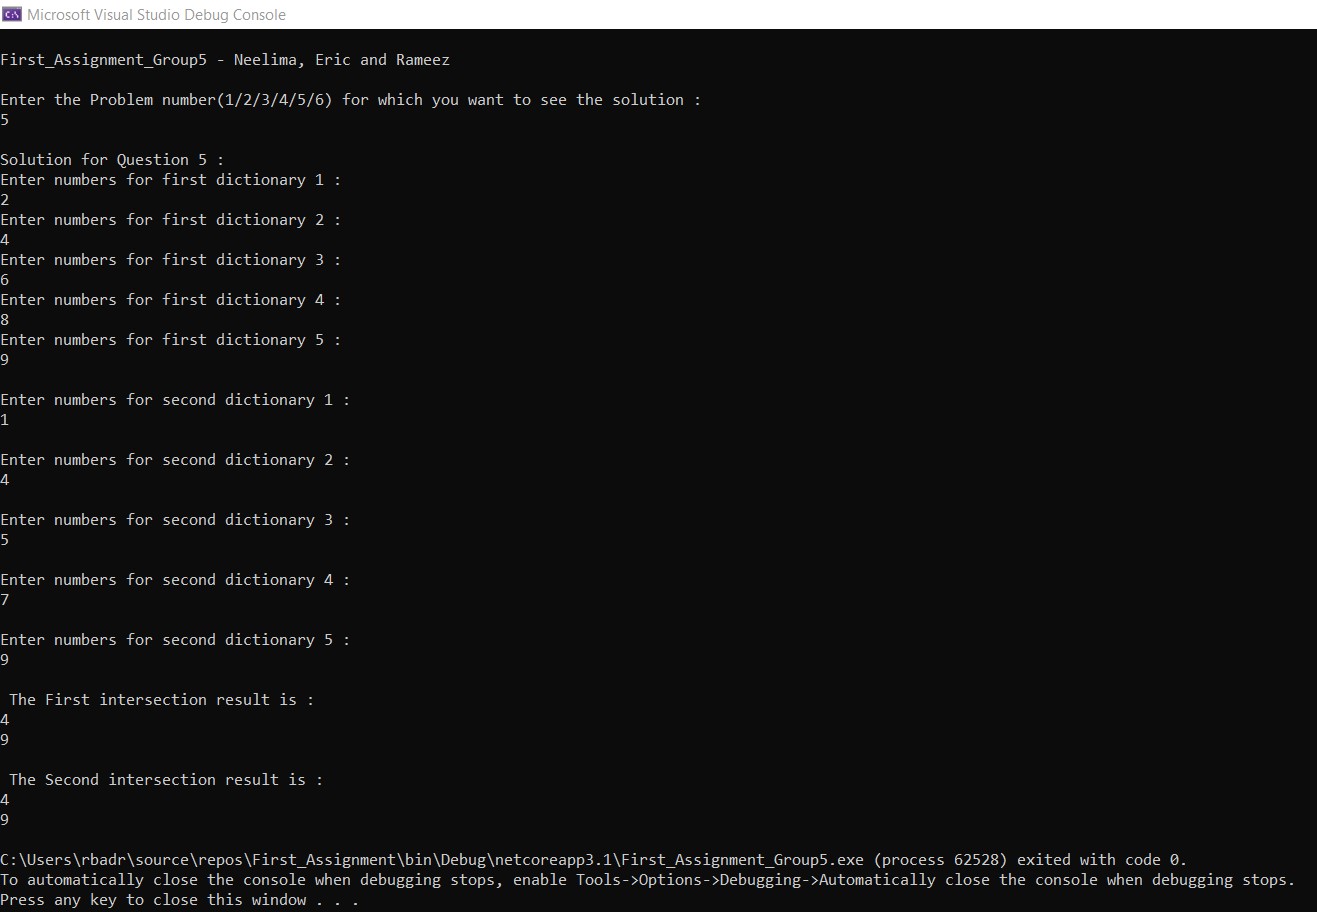 Microsoft Visual Studio Debug Console
First_Assignment_Group5 - Neelima, Eric and Rameez
Enter the Problem number(1/2/3/4/5/6) for which you want to see the solution :
5
Solution for Question 5 :
Enter numbers for first dictionary 1 :
2
Enter numbers for first dictionary 2 :
4
Enter numbers for first dictionary 3 :
6
Enter numbers for first dictionary 4 :
8
Enter numbers for first dictionary 5 :
9
Enter numbers for second dictionary 1 :
1
Enter numbers for second dictionary 2 :
4
Enter numbers for second dictionary 3 :
5
Enter numbers for second dictionary 4 :
7
Enter numbers for second dictionary 5 :
9
The First intersection result is :
4
9
The Second intersection result is :
4
9
C:\Users\rbadr\source\repos\First_Assignment\bin\Debug\netcoreapp3.1\First_Assignment_Group5.exe (process 62528) exited with code 0.
To automatically close the console when debugging stops, enable Tools->Options->Debugging->Automatically close the console when debugging stops.
Press any key to close this window . . .